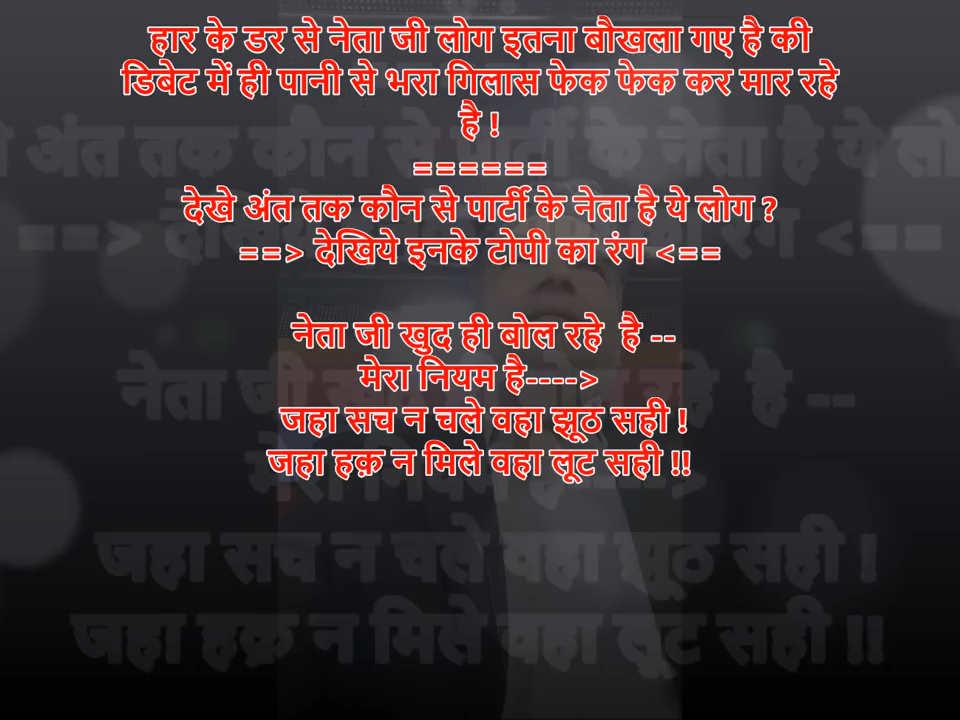 हार के डर से नेता जी लोग इतना बौखला गए है की
डिबेट में ही पानी से भरा गिलास फेक फेक कर मार रहे
है !
======
देखे अंत तक कौन से पार्टी के नेता है ये लोग ?
==> देखिये इनके टोपी का रंग <==
नेता जी खुद ही बोल रहे  है --
मेरा नियम है---->
जहा सच न चले वहा झूठ सही !
जहा हक़ न मिले वहा लूट सही !!